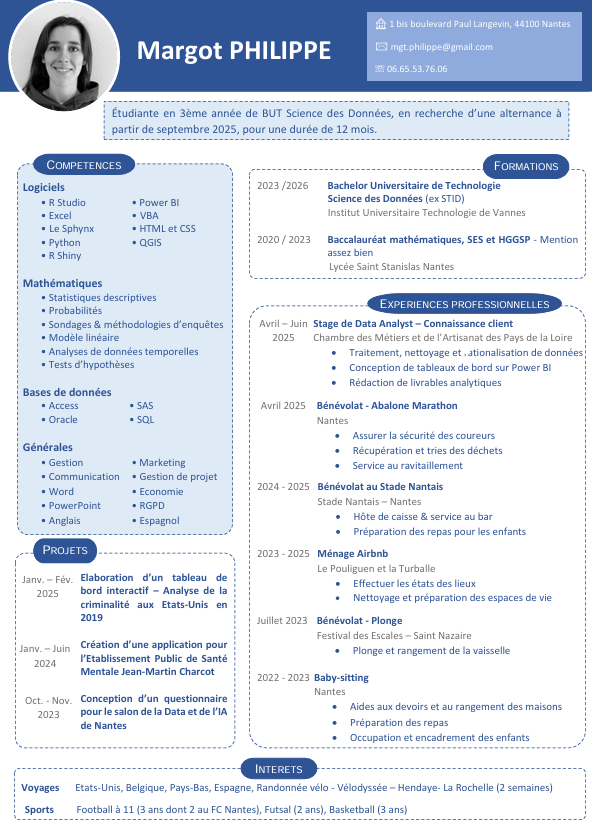 Margot PHILIPPE
1 bis boulevard Paul Langevin, 44100 Nantes
mgt.philippe@gmail.com
06.65.53.76.06
Étudiante en 3ème année de BUT Science des Données, en recherche d'une alternance à
partir de septembre 2025, pour une durée de 12 mois.
COMPETENCES
Logiciels
• R Studio • Power BI
• Excel • VBA
• Le Sphynx • HTML et CSS
• Python • QGIS
• R Shiny
Mathématiques
• Statistiques descriptives
• Probabilités
• Sondages & méthodologies d'enquêtes
• Modèle linéaire
• Analyses de données temporelles
• Tests d'hypothèses
Bases de données
• Access • SAS
• Oracle • SQL
Générales
• Gestion • Marketing
• Communication • Gestion de projet
• Word • Economie
• PowerPoint • RGPD
• Anglais • Espagnol
PROJETS
Janv. – Fév. 2025
Elaboration d'un tableau de
bord interactif – Analyse de la
criminalité aux Etats-Unis en
2019
Janv. – Juin 2024
Création d'une application pour
l'Etablissement Public de Santé
Mentale Jean-Martin Charcot
Oct. - Nov. 2023
Conception d'un questionnaire
pour le salon de la Data et de l'IA
de Nantes
FORMATIONS
2023 /2026 Bachelor Universitaire de Technologie
Science des Données (ex STID)
Institut Universitaire Technologie de Vannes
2020 / 2023 Baccalauréat mathématiques, SES et HGGSP - Mention
assez bien
Lycée Saint Stanislas Nantes
EXPERIENCES PROFESSIONNELLES
Avril – Juin 2025 Stage de Data Analyst – Connaissance client
Chambre des Métiers et de l'Artisanat des Pays de la Loire
• Traitement, nettoyage et .ationalisation de données
• Conception de tableaux de bord sur Power BI
• Rédaction de livrables analytiques
Avril 2025 Bénévolat - Abalone Marathon
Nantes
• Assurer la sécurité des coureurs
• Récupération et tries des déchets
• Service au ravitaillement
2024 - 2025 Bénévolat au Stade Nantais
Stade Nantais – Nantes
• Hôte de caisse & service au bar
• Préparation des repas pour les enfants
2023 - 2025 Ménage Airbnb
Le Pouliguen et la Turballe
• Effectuer les états des lieux
• Nettoyage et préparation des espaces de vie
Juillet 2023 Bénévolat - Plonge
Festival des Escales – Saint Nazaire
• Plonge et rangement de la vaisselle
2022 - 2023 Baby-sitting
Nantes
• Aides aux devoirs et au rangement des maisons
• Préparation des repas
• Occupation et encadrement des enfants
INTERETS
Voyages Etats-Unis, Belgique, Pays-Bas, Espagne, Randonnée vélo - Vélodyssée – Hendaye- La Rochelle (2 semaines)
Sports Football à 11 (3 ans dont 2 au FC Nantes), Futsal (2 ans), Basketball (3 ans)